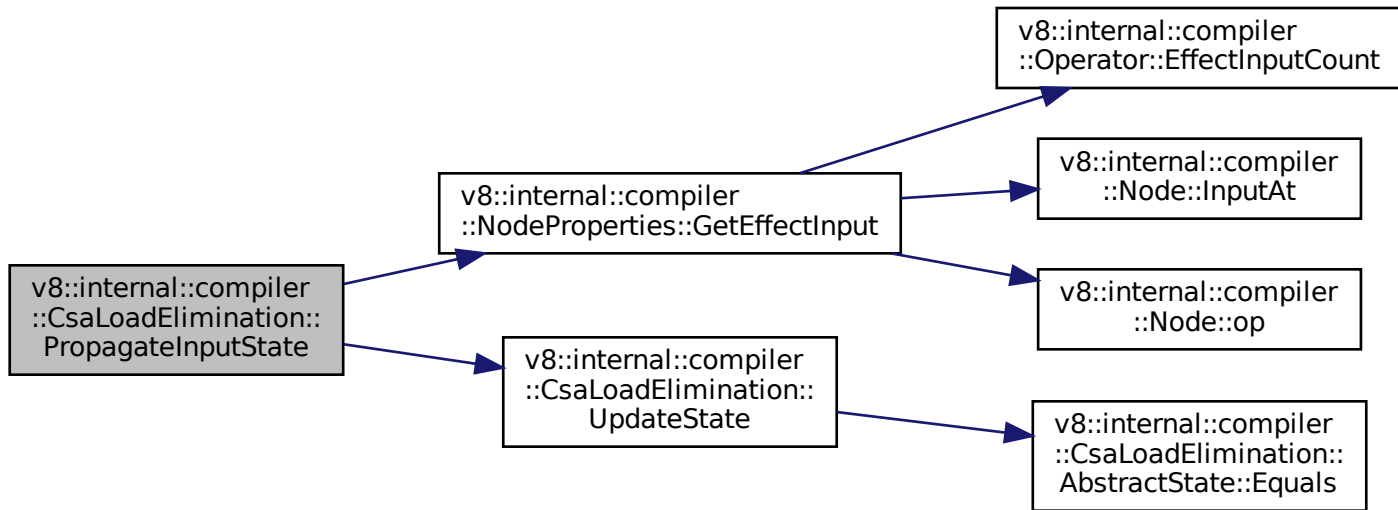 v8::internal::compiler
::CsaLoadElimination::
PropagateInputState
v8::internal::compiler
::NodeProperties::GetEffectInput
v8::internal::compiler
::Operator::EffectInputCount
v8::internal::compiler
::Node::InputAt
v8::internal::compiler
::Node::op
v8::internal::compiler
::CsaLoadElimination::
UpdateState
v8::internal::compiler
::CsaLoadElimination::
AbstractState::Equals